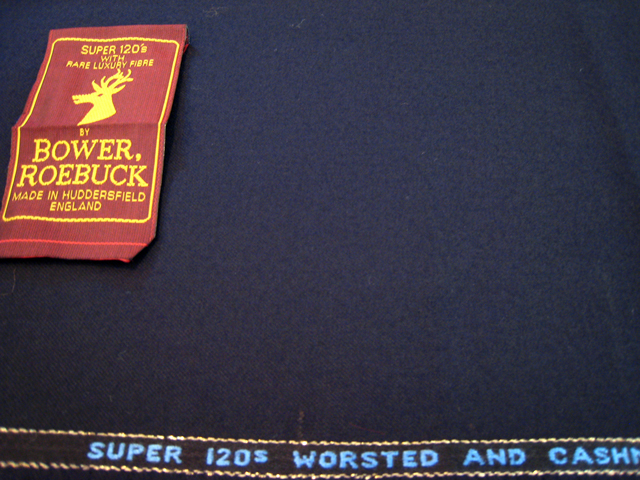 SUPER 120's
WITH
RARE LUXURY FIBRE
BY
BOWER,
ROEBUCK
MADE IN HUDDERSFIELD
ENGLAND
SUPER 120s WORSTED AND